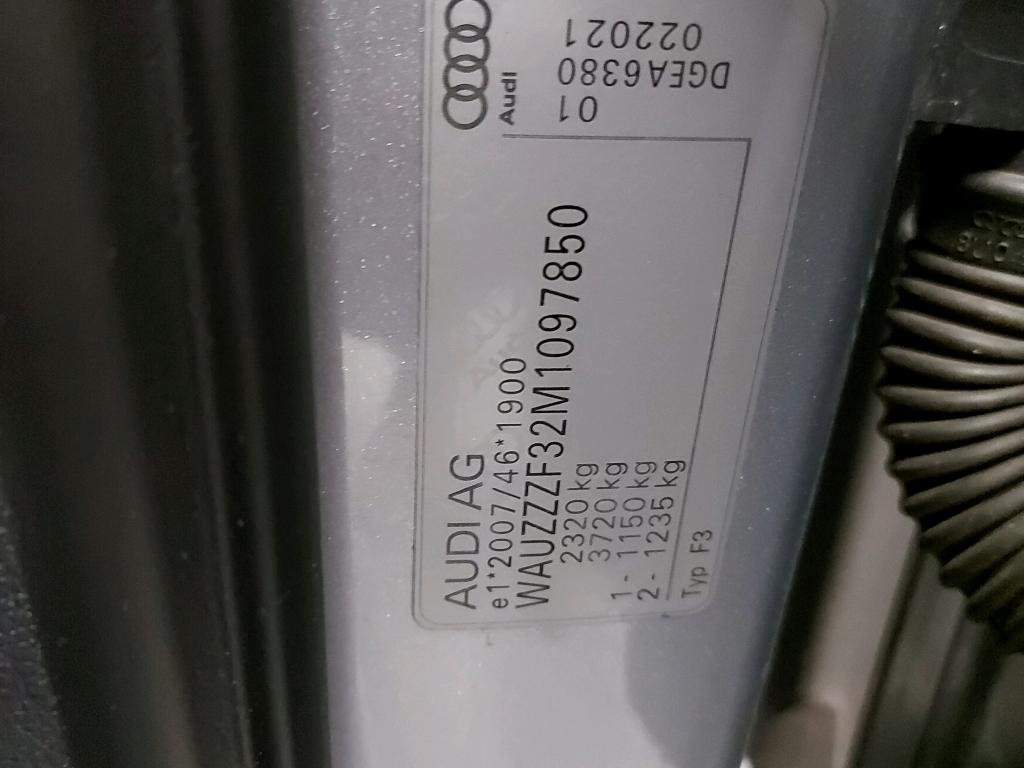 AUDI AG
e1*2007/46*1900
WAUZZZF32M1097850
2320 kg
3720 kg
1- 1150 kg
2- 1235 kg
Typ F3
Audi
01
DGEA6380
022021